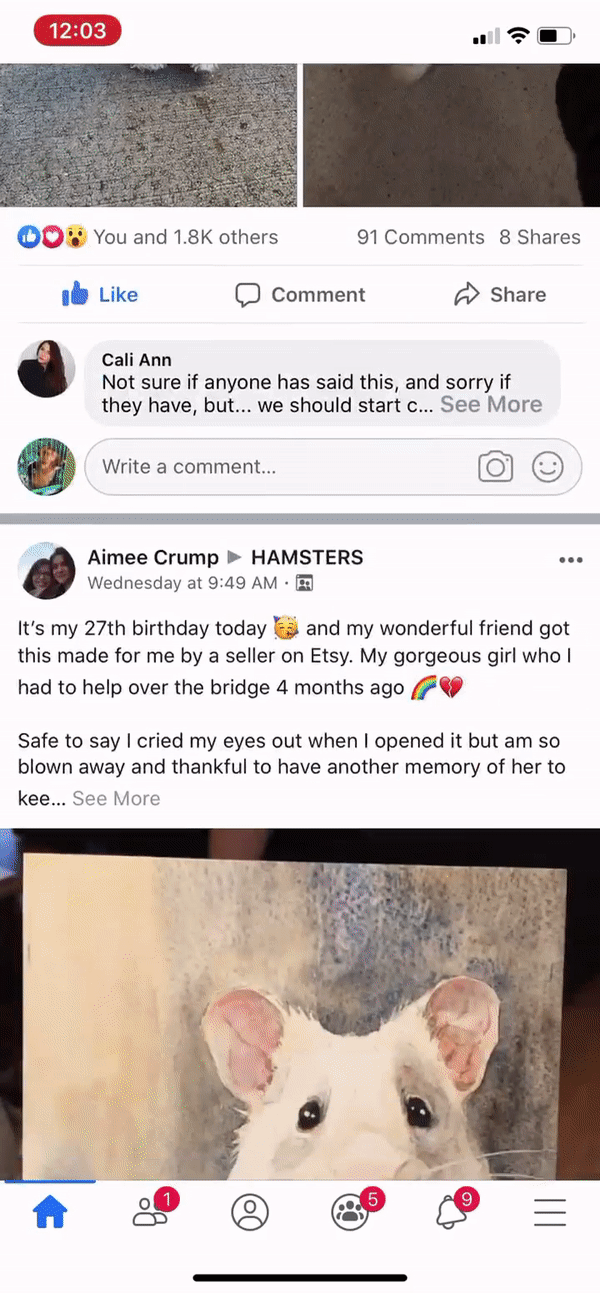 12:03
You and 1.8K others 91 Comments 8 Shares
Like Comment Share
Cali Ann
Not sure if anyone has said this, and sorry if
they have, but... we should start c... See More
Write a comment...
Aimee Crump ▶ HAMSTERS
Wednesday at 9:49 AM ·
It's my 27th birthday today 🥳 and my wonderful friend got
this made for me by a seller on Etsy. My gorgeous girl who I
had to help over the bridge 4 months ago 🌈💔
Safe to say I cried my eyes out when I opened it but am so
blown away and thankful to have another memory of her to
kee... See More
1 5 9